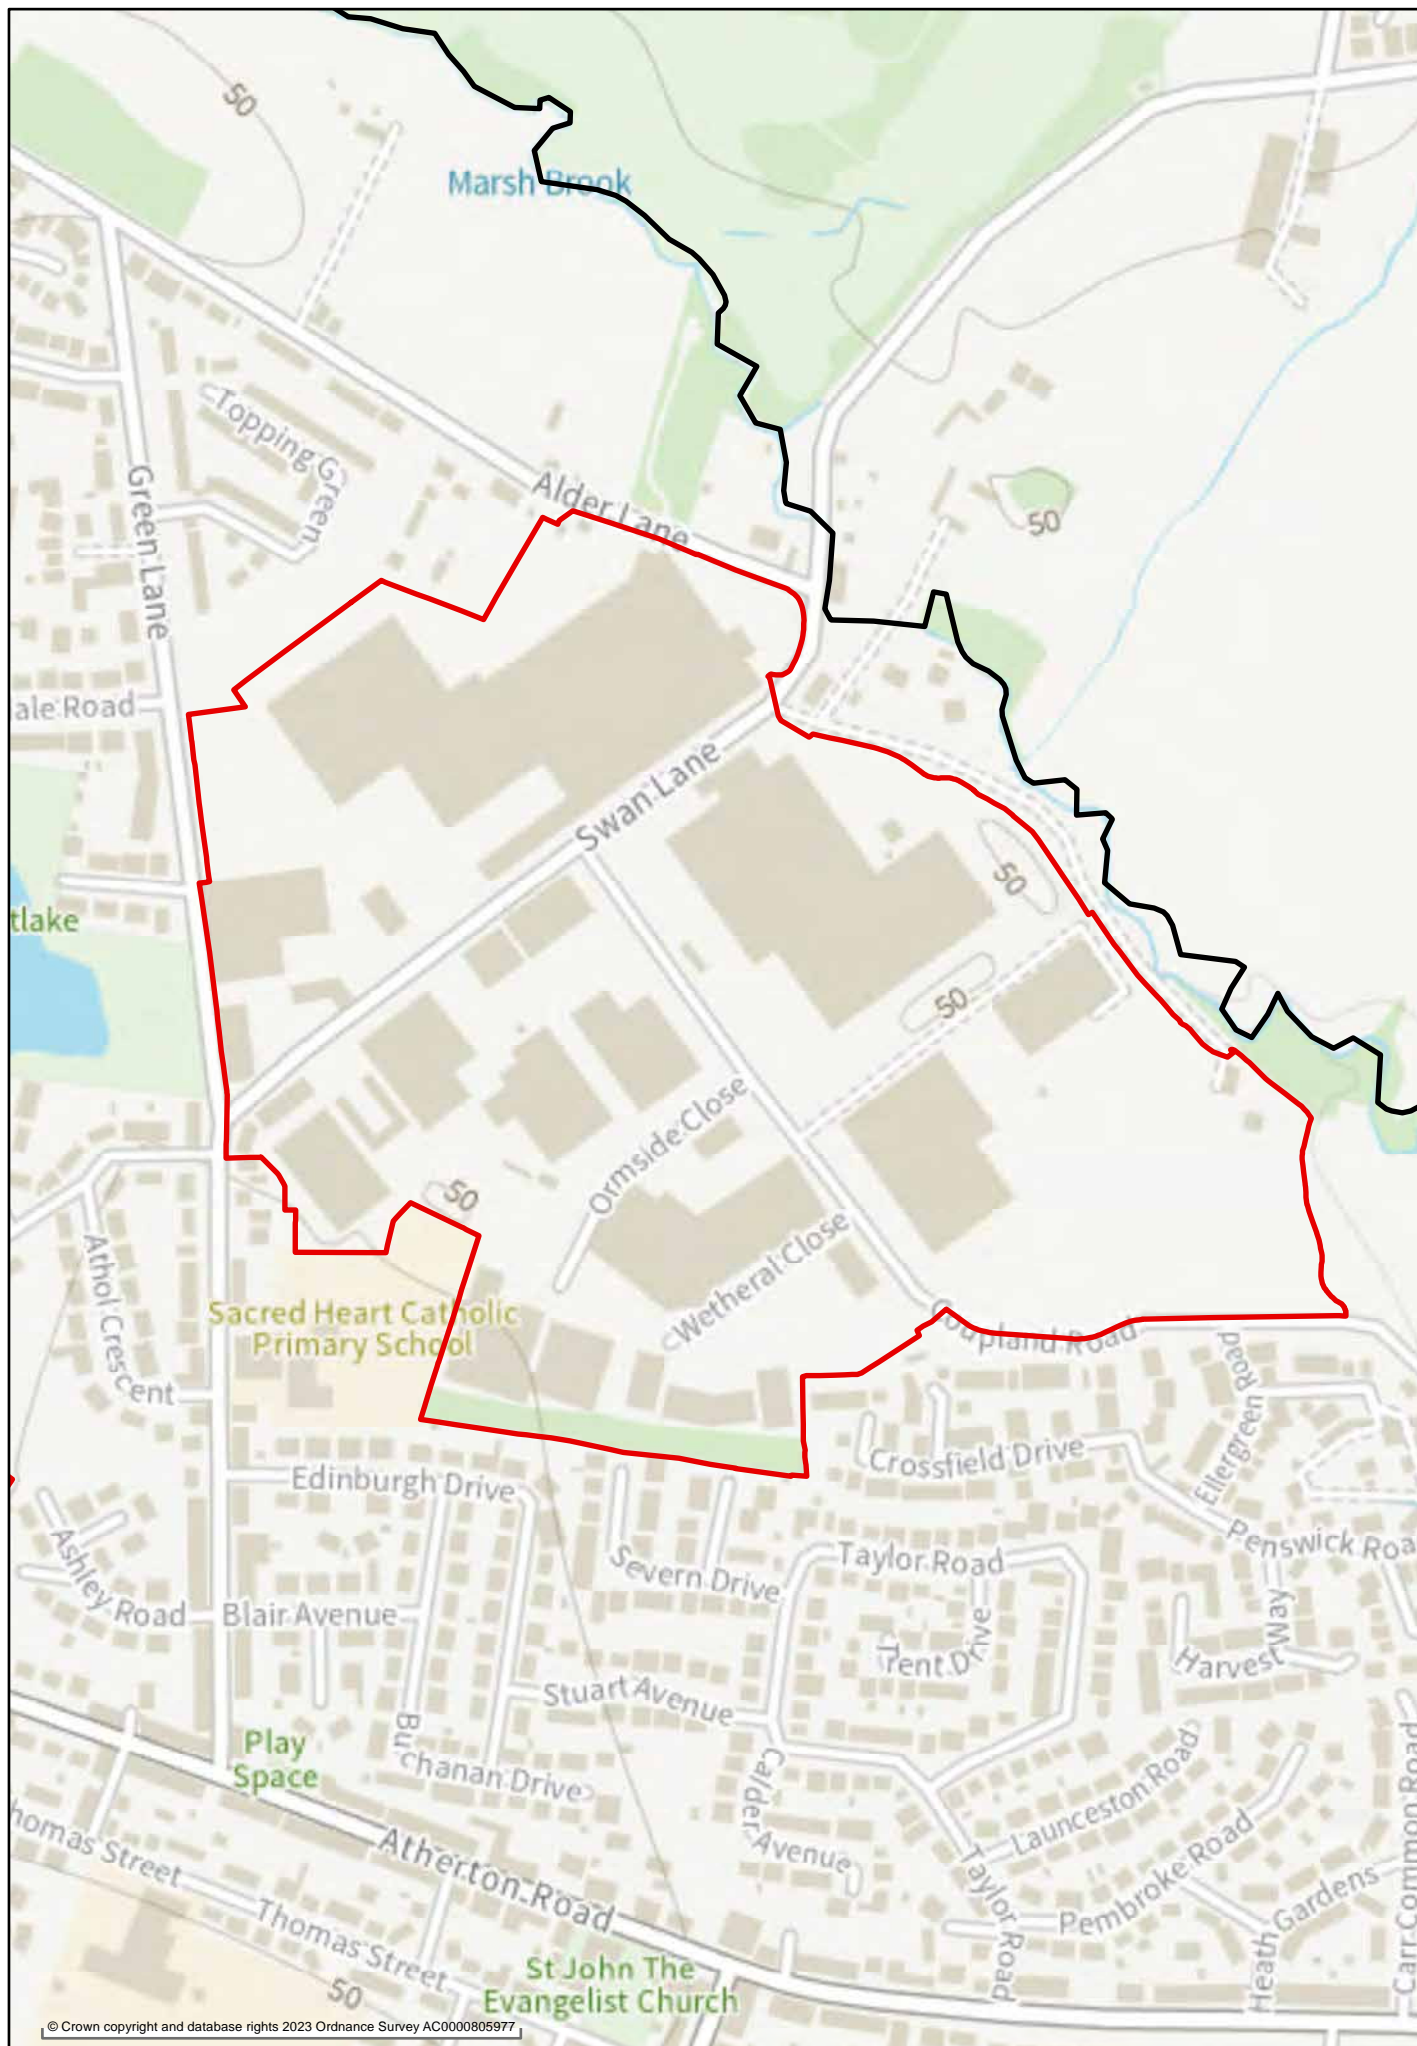 50
Marsh Brook
Topping Green
Alder Lane
Green Lane
50
ale Road
Swan Lane
50
tlake
50
Ormside Close
50
Wetheral Close
Athol Crescent
Sacred Heart Catholic
Primary School
Coupland Road
Ellergreen Road
Crossfield Drive
Edinburgh Drive
Penswick Roa
Ashley Road
Severn Drive
Taylor Road
Blair Avenue
Trent Drive
Harvest Way
Stuart Avenue
Play
Space
Buchanan Drive
Calder Avenue
Launceston Road
Carr Common Road
homas Street
Atherton Road
Pembroke Road
Taylor Road
Heath Gardens
Thomas Street
St John The
Evangelist Church
50
© Crown copyright and database rights 2023 Ordnance Survey AC0000805977